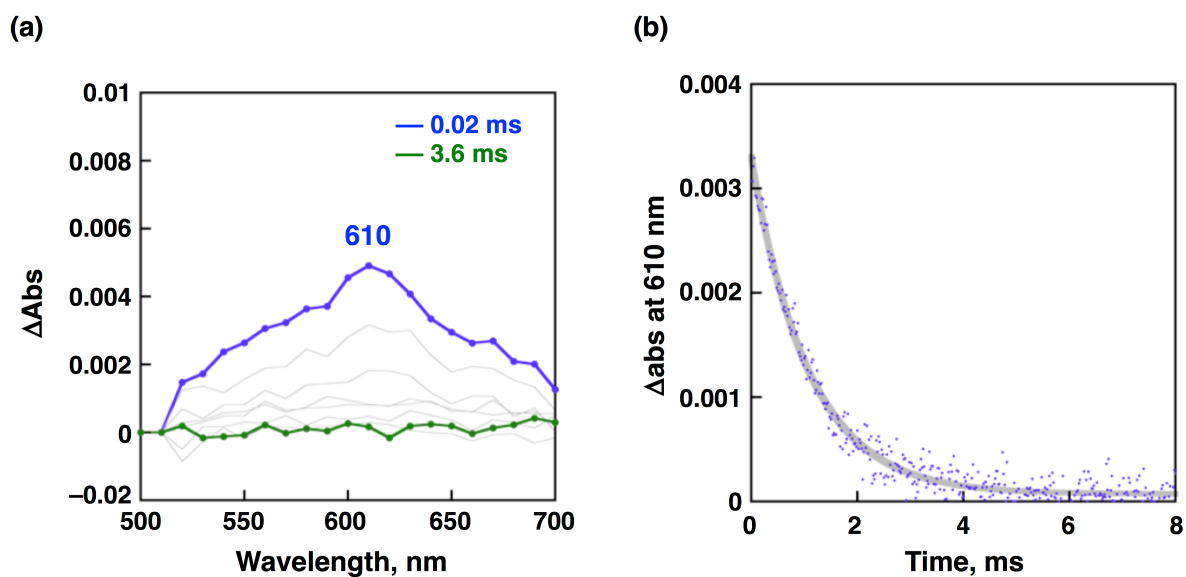 (a)
0.01
0.008
0.006
0.004
0.002
0
−0.02
ΔAbs
500
550
600
650
700
Wavelength, nm
0.02 ms
3.6 ms
610
(b)
0.004
0.003
0.002
0.001
0
Δabs at 610 nm
0
2
4
6
8
Time, ms